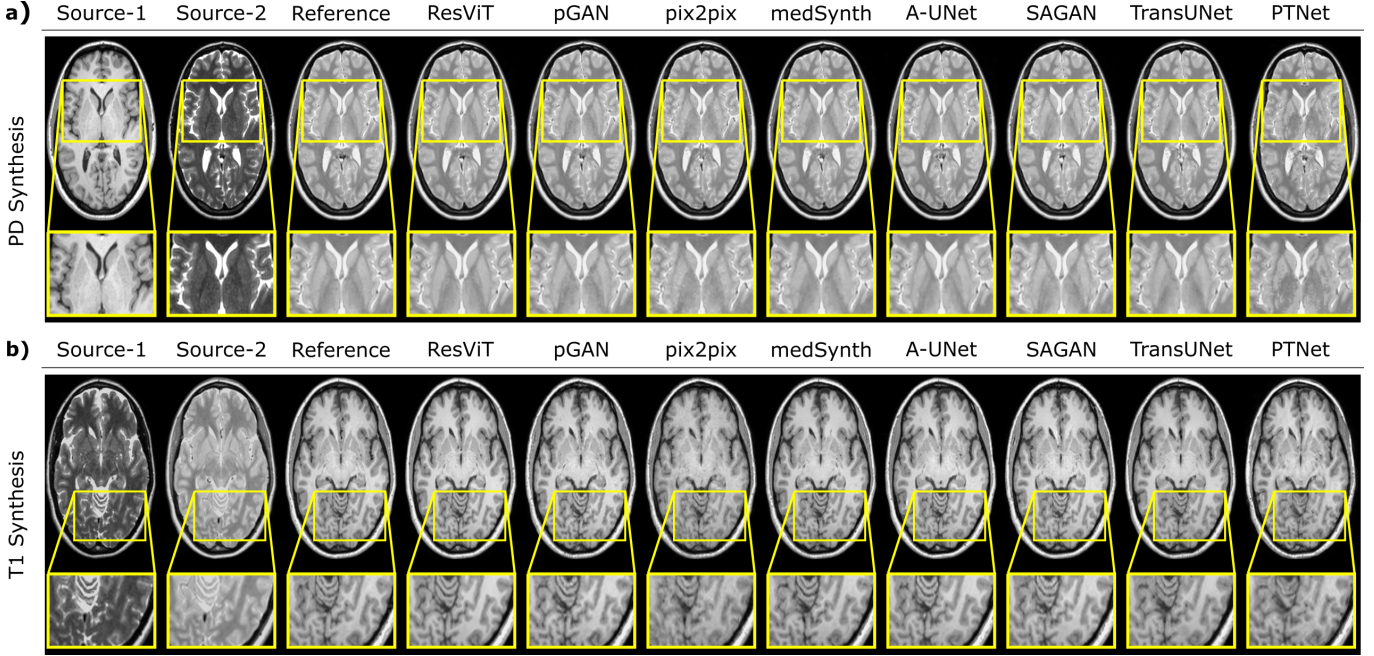 a) Source-1 Source-2 Reference ResViT pGAN pix2pix medSynth A-UNet SAGAN TransUNet PTNet
PD Synthesis
b) Source-1 Source-2 Reference ResViT pGAN pix2pix medSynth A-UNet SAGAN TransUNet PTNet
T1 Synthesis